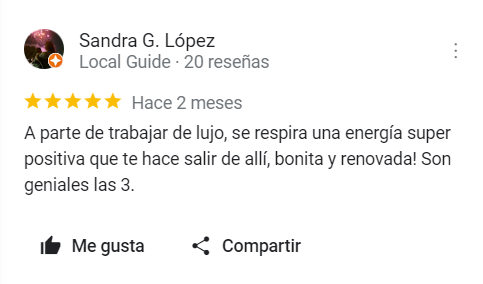 Sandra G. López
Local Guide · 20 reseñas
Hace 2 meses
A parte de trabajar de lujo, se respira una energía super
positiva que te hace salir de allí, bonita y renovada! Son
geniales las 3.
Me gusta Compartir